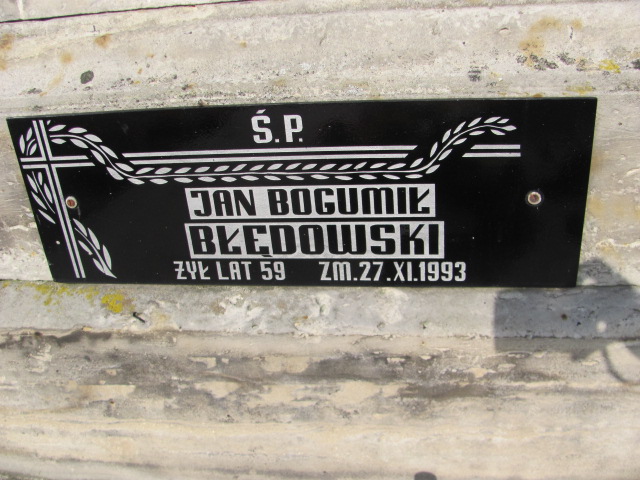 Ś.P.
JAN BOGUMIŁ
BŁĘDOWSKI
ŻYŁ LAT 59 ZM.27.XI.1993